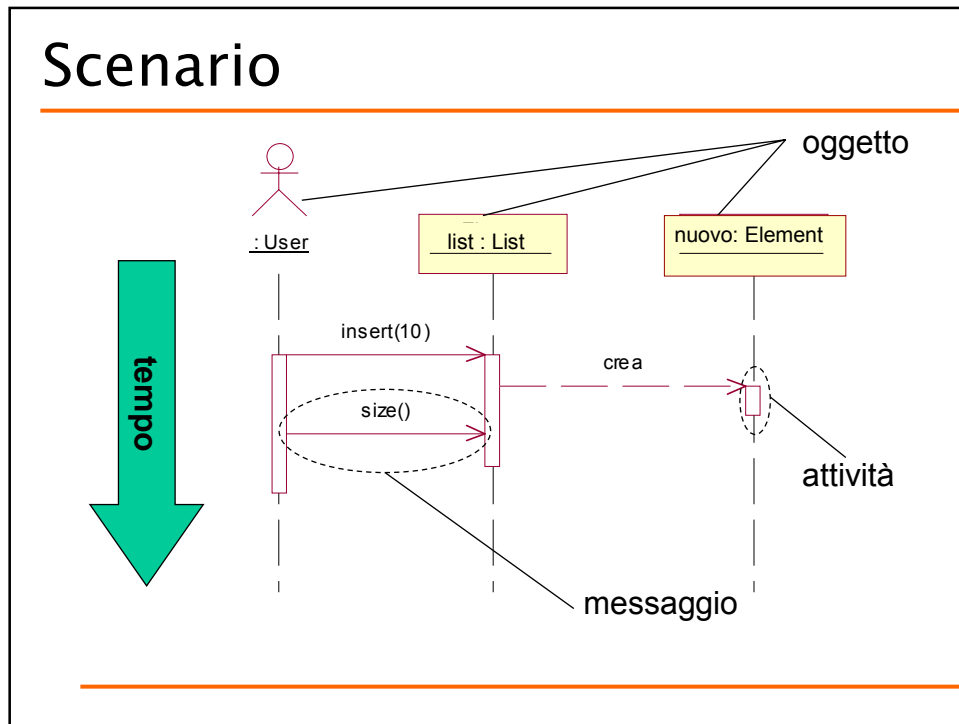 Scenario
oggetto
: User
list : List
nuovo: Element
insert(10)
crea
tempo
size()
attività
messaggio